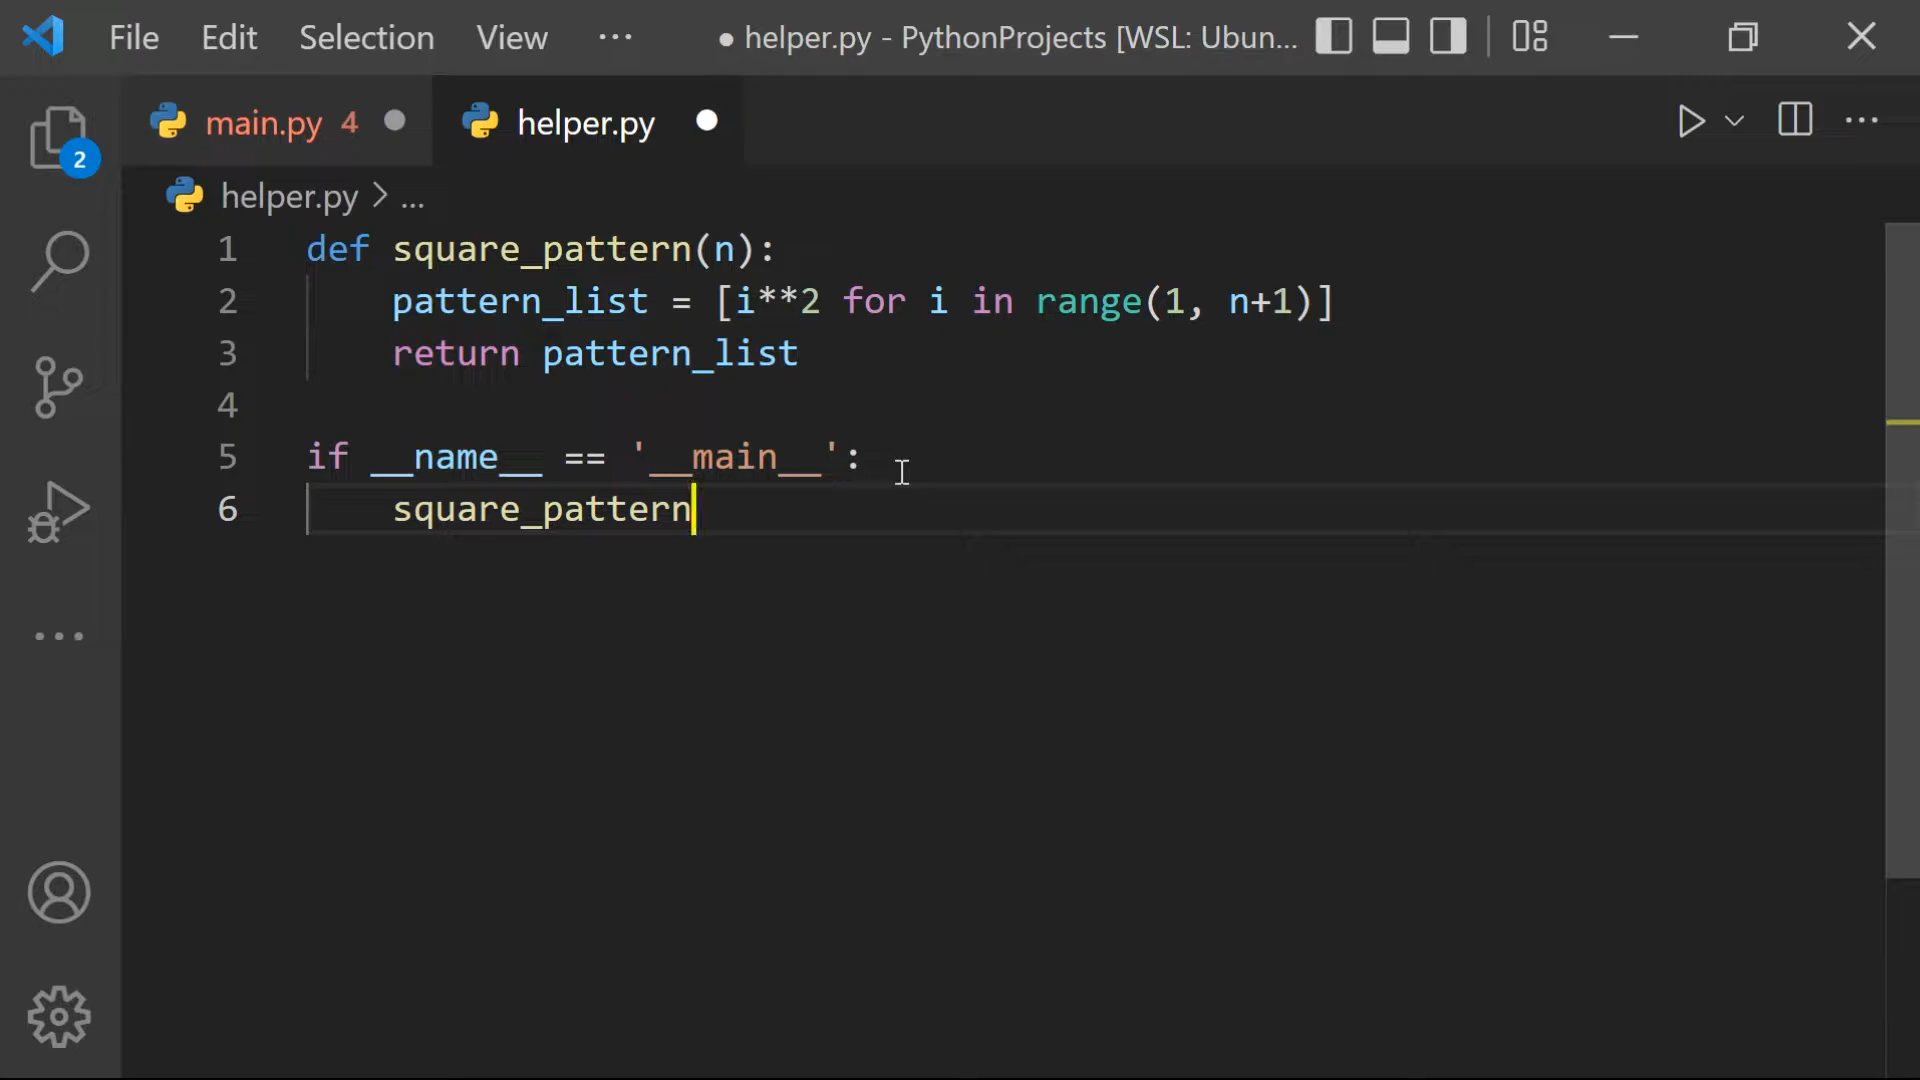 File Edit Selection View ··· ● helper.py - PythonProjects [WSL: Ubun...
main.py 4 ● helper.py ●
2
helper.py > ...
1 def square_pattern(n):
2 pattern_list = [i**2 for i in range(1, n+1)]
3 return pattern_list
4
5 if __name__ == '__main__':
6 square_pattern